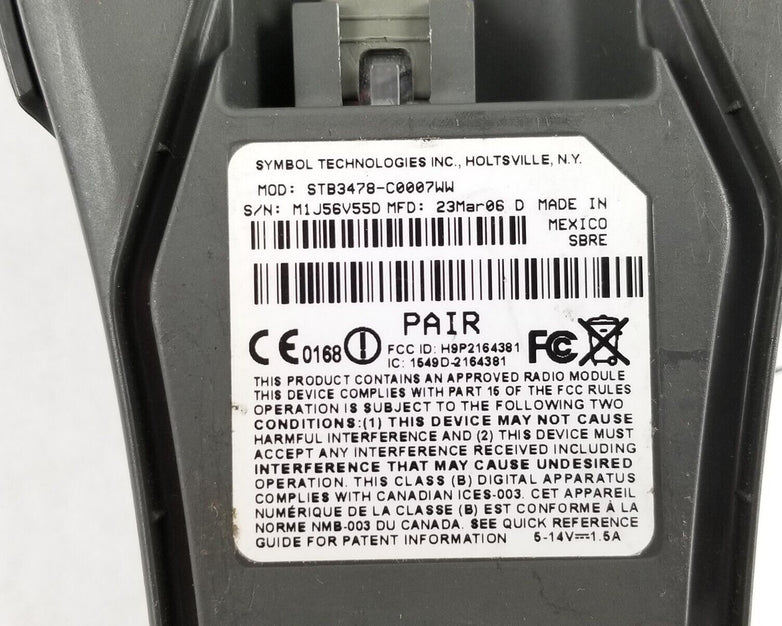 SYMBOL TECHNOLOGIES INC., HOLTSVILLE, N.Y.
MOD: STB3478-C0007WW
S/N: M1J56V55D MFD: 23Mar06 D MADE IN
MEXICO
SBRE
PAIR
CE 0168 FCC ID: H9P2164381 FC
IC: 1549D-2164381
THIS PRODUCT CONTAINS AN APPROVED RADIO MODULE
THIS DEVICE COMPLIES WITH PART 15 OF THE FCC RULES
OPERATION IS SUBJECT TO THE FOLLOWING TWO
CONDITIONS:(1) THIS DEVICE MAY NOT CAUSE
HARMFUL INTERFERENCE AND (2) THIS DEVICE MUST
ACCEPT ANY INTERFERENCE RECEIVED INCLUDING
INTERFERENCE THAT MAY CAUSE UNDESIRED
OPERATION. THIS CLASS (B) DIGITAL APPARATUS
COMPLIES WITH CANADIAN ICES-003. CET APPAREIL
NUMÉRIQUE DE LA CLASSE (B) EST CONFORME À LA
NORME NMB-003 DU CANADA. SEE QUICK REFERENCE
GUIDE FOR PATENT INFORMATION 5-14V⎓1.5A